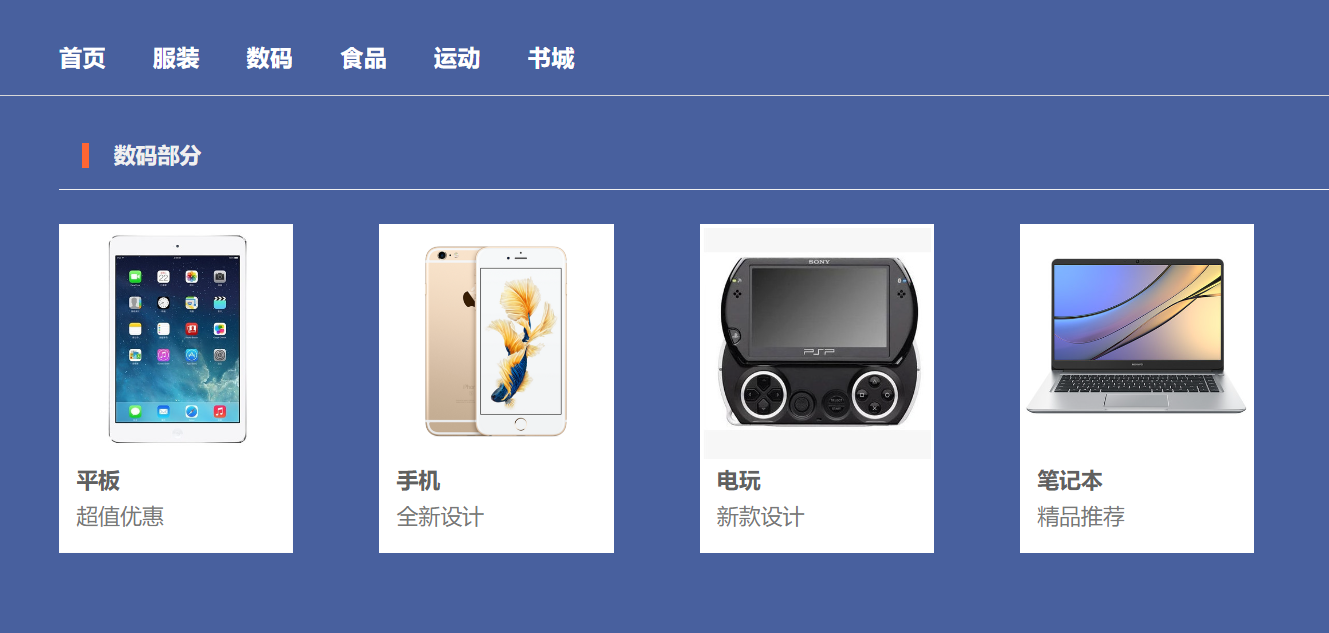 首页 服装 数码 食品 运动 书城
数码部分
SONY
PSP
平板
超值优惠
手机
全新设计
电玩
新款设计
笔记本
精品推荐